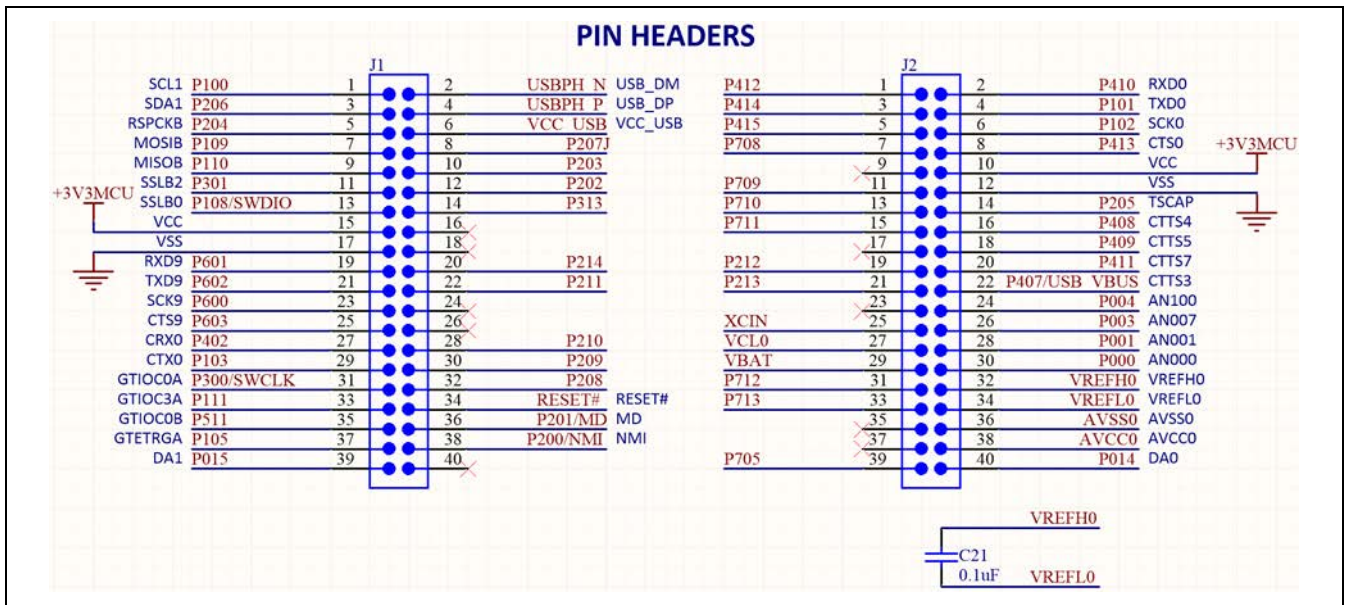 PIN HEADERS
J1 J2
SCL1 P100 1 2 USBPH_N USB_DM P412 1 2 P410 RXD0
SDA1 P206 3 4 USBPH_P USB_DP P414 3 4 P101 TXD0
RSPCKB P204 5 6 VCC_USB VCC_USB P415 5 6 P102 SCK0
MOSIB P109 7 8 P207J P708 7 8 P413 CTS0 +3V3MCU
MISOB P110 9 10 P203 9 10 VCC
SSLB2 P301 11 12 P202 P709 11 12 VSS
+3V3MCU SSLB0 P108/SWDIO 13 14 P313 P710 13 14 P205 TSCAP
VCC 15 16 P711 15 16 P408 CTTS4
VSS 17 18 17 18 P409 CTTS5
RXD9 P601 19 20 P214 P212 19 20 P411 CTTS7
TXD9 P602 21 22 P211 P213 21 22 P407/USB_VBUS CTTS3
SCK9 P600 23 24 23 24 P004 AN100
CTS9 P603 25 26 XCIN 25 26 P003 AN007
CRX0 P402 27 28 P210 VCL0 27 28 P001 AN001
CTX0 P103 29 30 P209 VBAT 29 30 P000 AN000
GTIOC0A P300/SWCLK 31 32 P208 P712 31 32 VREFH0 VREFH0
GTIOC3A P111 33 34 RESET# RESET# P713 33 34 VREFL0 VREFL0
GTIOC0B P511 35 36 P201/MD MD 35 36 AVSS0 AVSS0
GTETRGA P105 37 38 P200/NMI NMI 37 38 AVCC0 AVCC0
DA1 P015 39 40 P705 39 40 P014 DA0
VREFH0
C21
0.1uF VREFL0